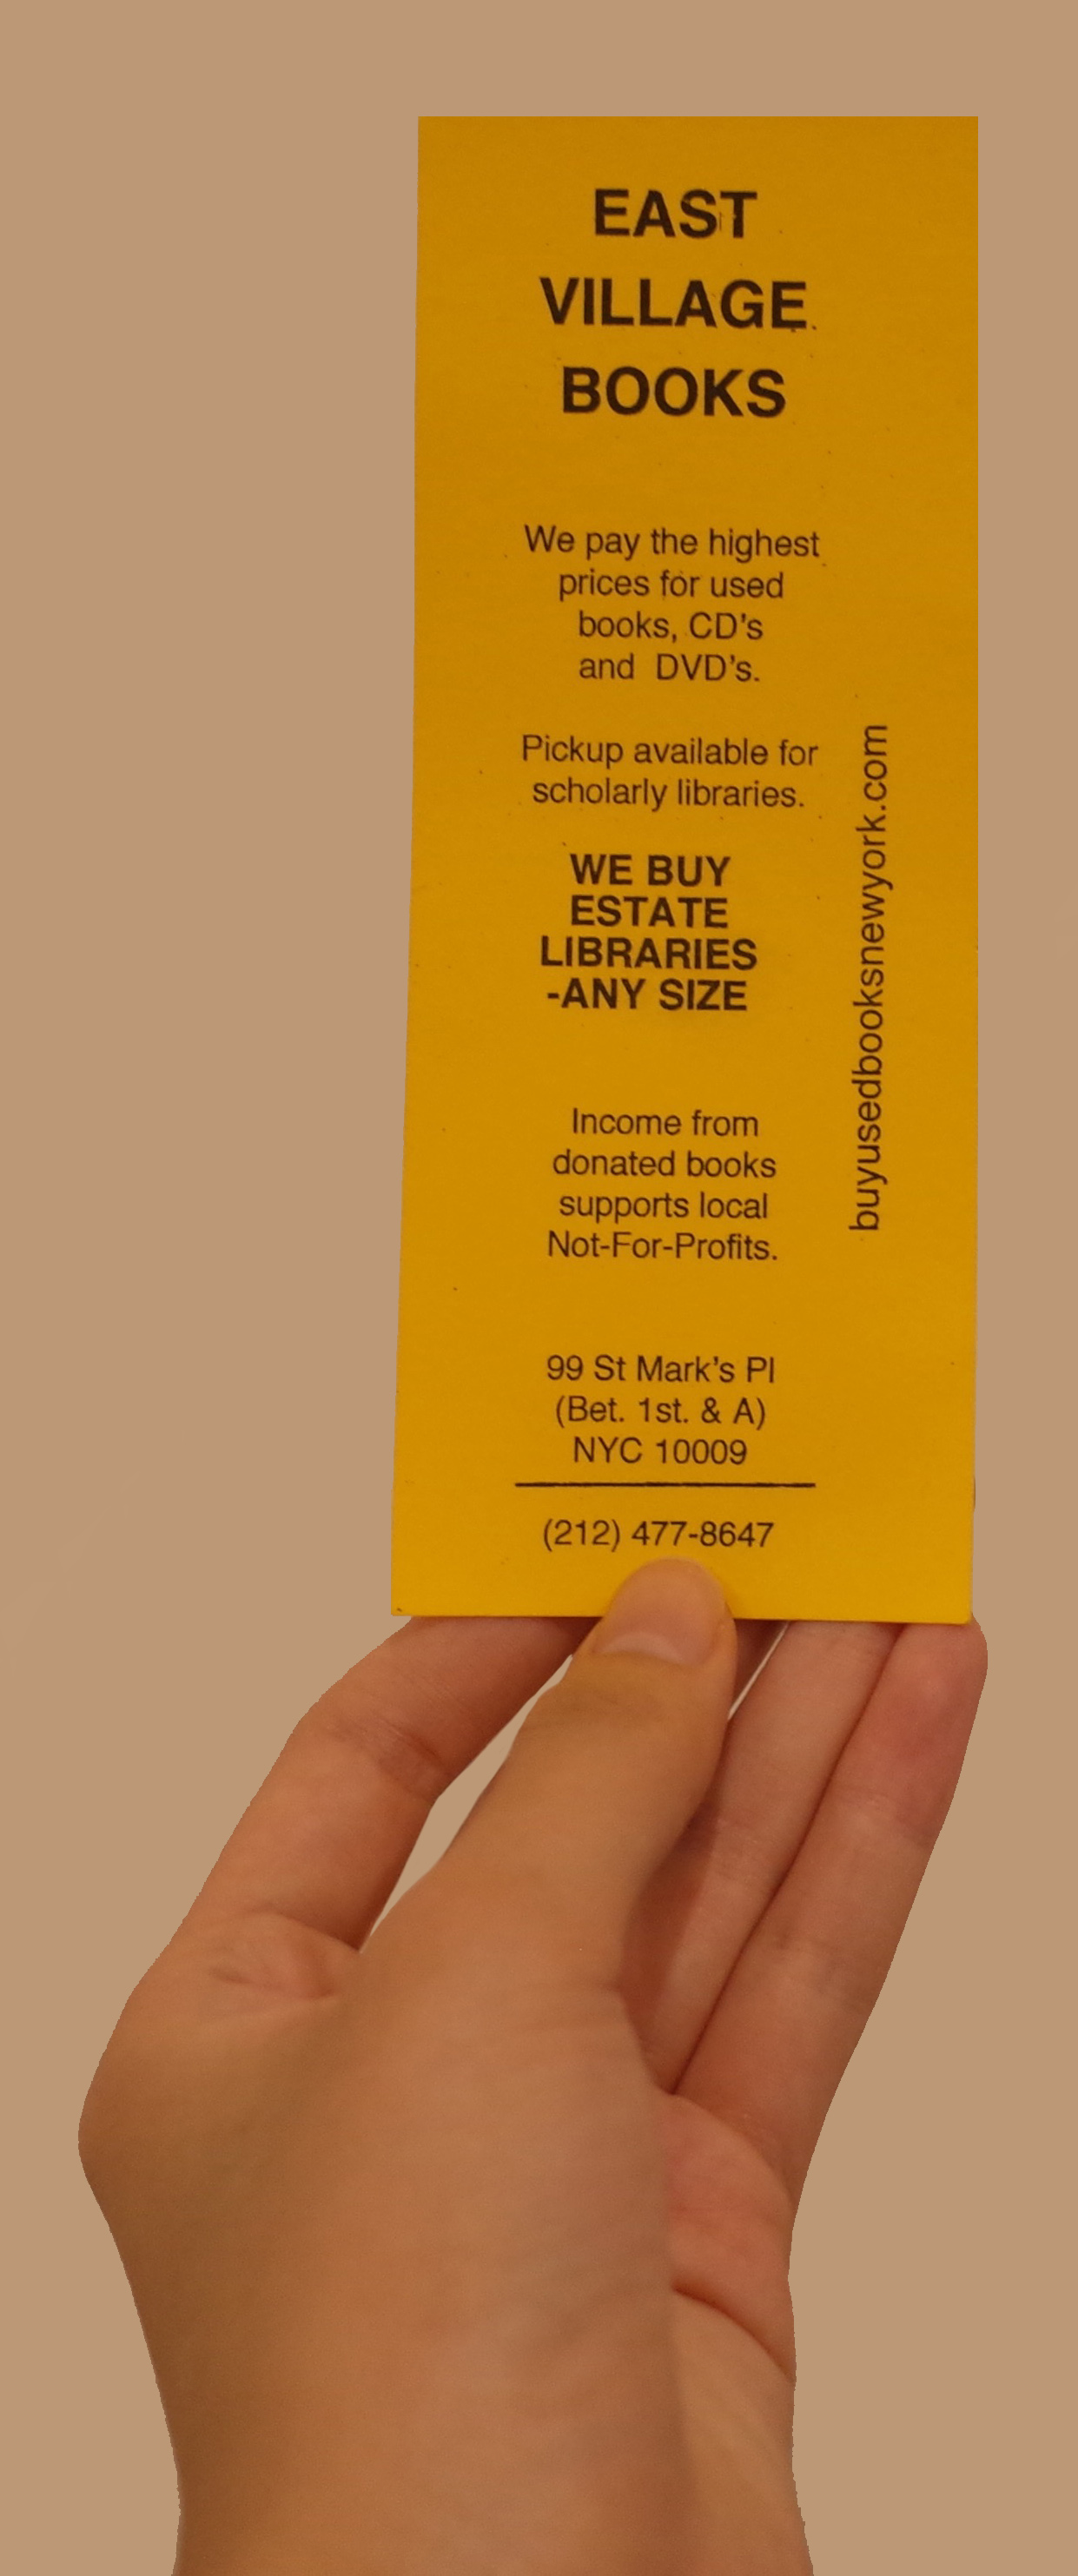 EAST
VILLAGE
BOOKS
We pay the highest
prices for used
books, CD's
and  DVD's.
Pickup available for
scholarly libraries.
WE BUY
ESTATE
LIBRARIES
-ANY SIZE
Income from
donated books
supports local
Not-For-Profits.
99 St Mark's Pl
(Bet. 1st. & A)
NYC 10009
(212) 477-8647
buyusedbooksnewyork.com